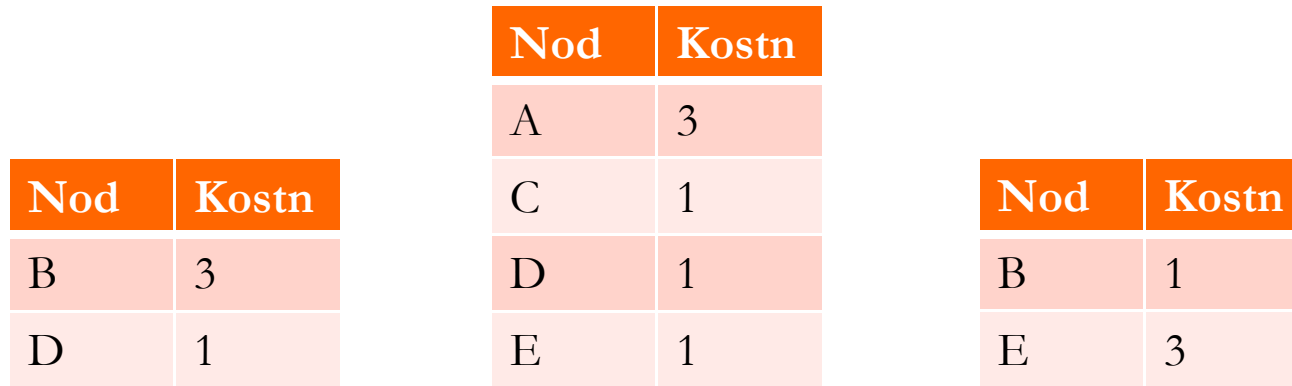 Nod Kostn
B 3
D 1
Nod Kostn
A 3
C 1
D 1
E 1
Nod Kostn
B 1
E 3